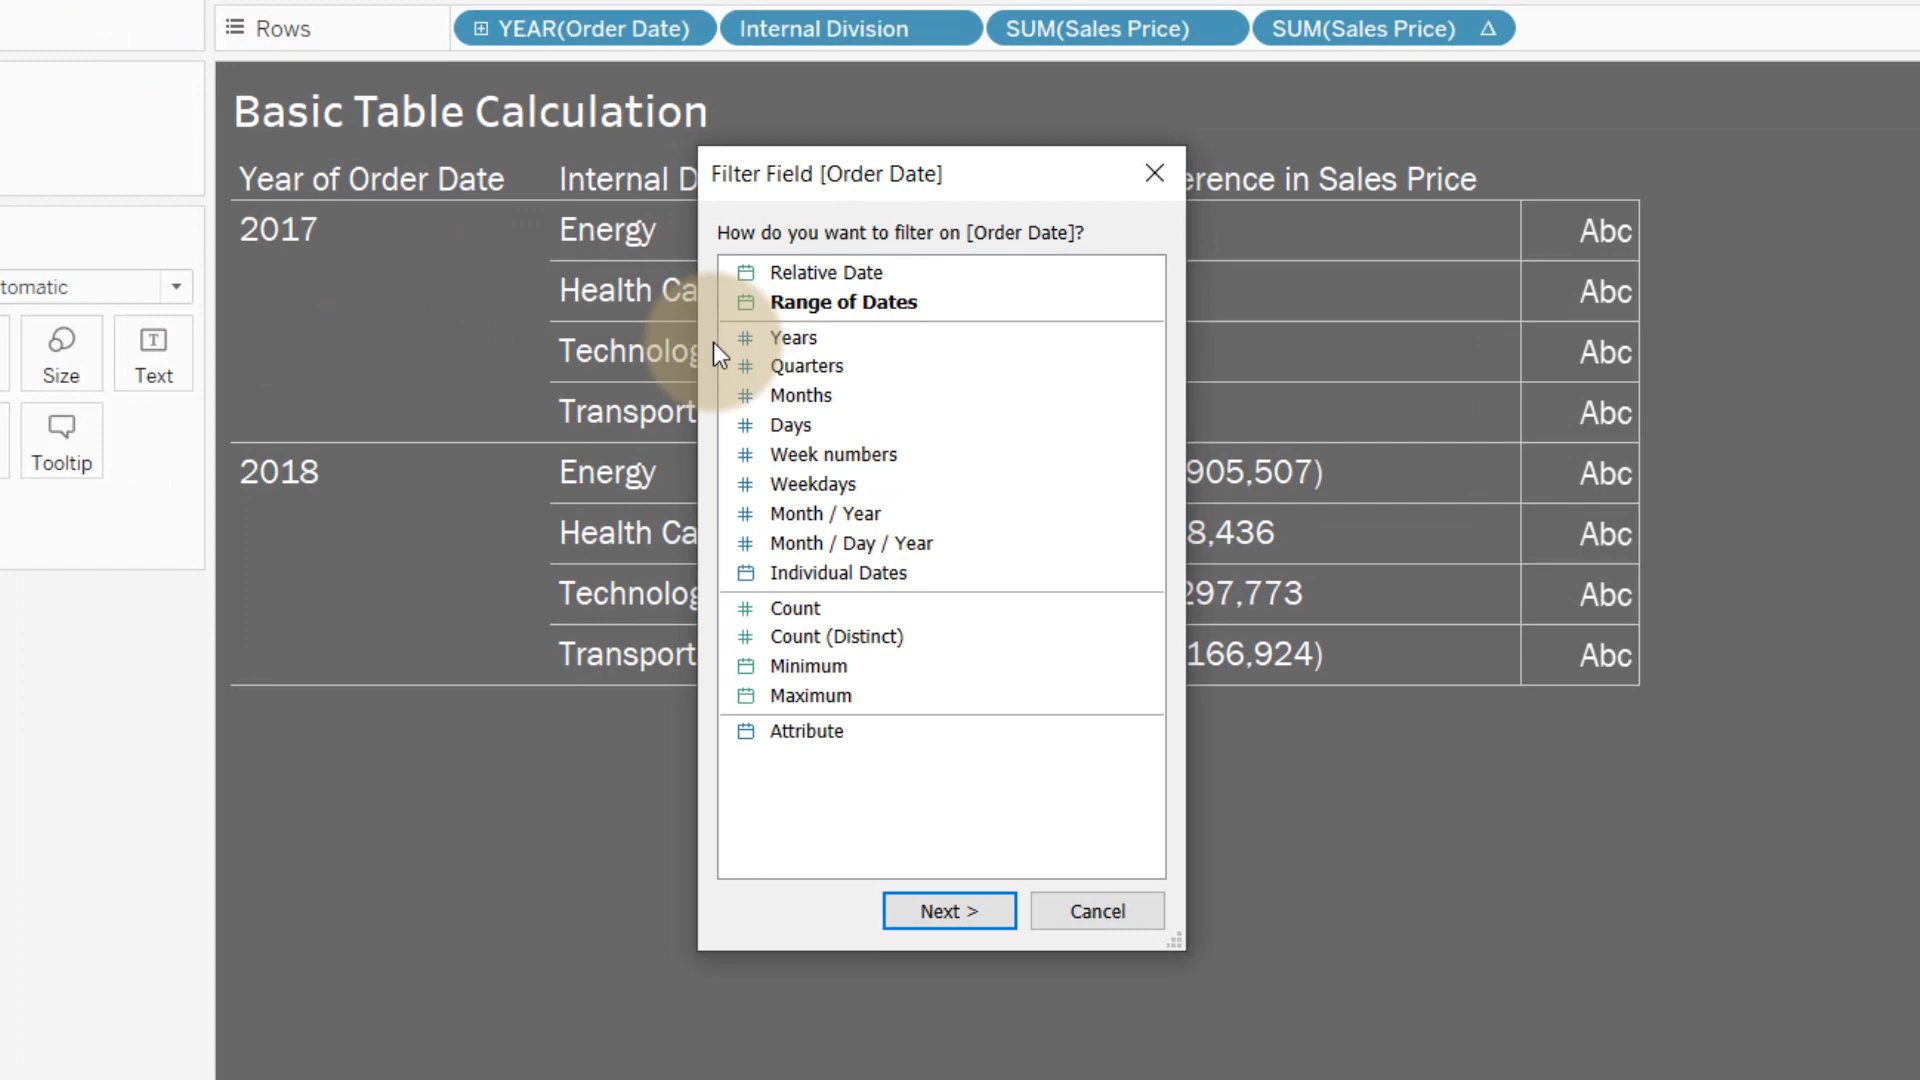 Rows
YEAR(Order Date)
Internal Division
SUM(Sales Price)
SUM(Sales Price)
Basic Table Calculation
Year of Order Date
Internal D
erence in Sales Price
2017
Energy
Abc
Health Ca
Abc
Technolog
Abc
Transport
Abc
2018
Energy
905,507)
Abc
Health Ca
8,436
Abc
Technolog
297,773
Abc
Transport
166,924)
Abc
tomatic
Size
Text
Tooltip
Filter Field [Order Date]
How do you want to filter on [Order Date]?
Relative Date
Range of Dates
Years
Quarters
Months
Days
Week numbers
Weekdays
Month / Year
Month / Day / Year
Individual Dates
Count
Count (Distinct)
Minimum
Maximum
Attribute
Next >
Cancel